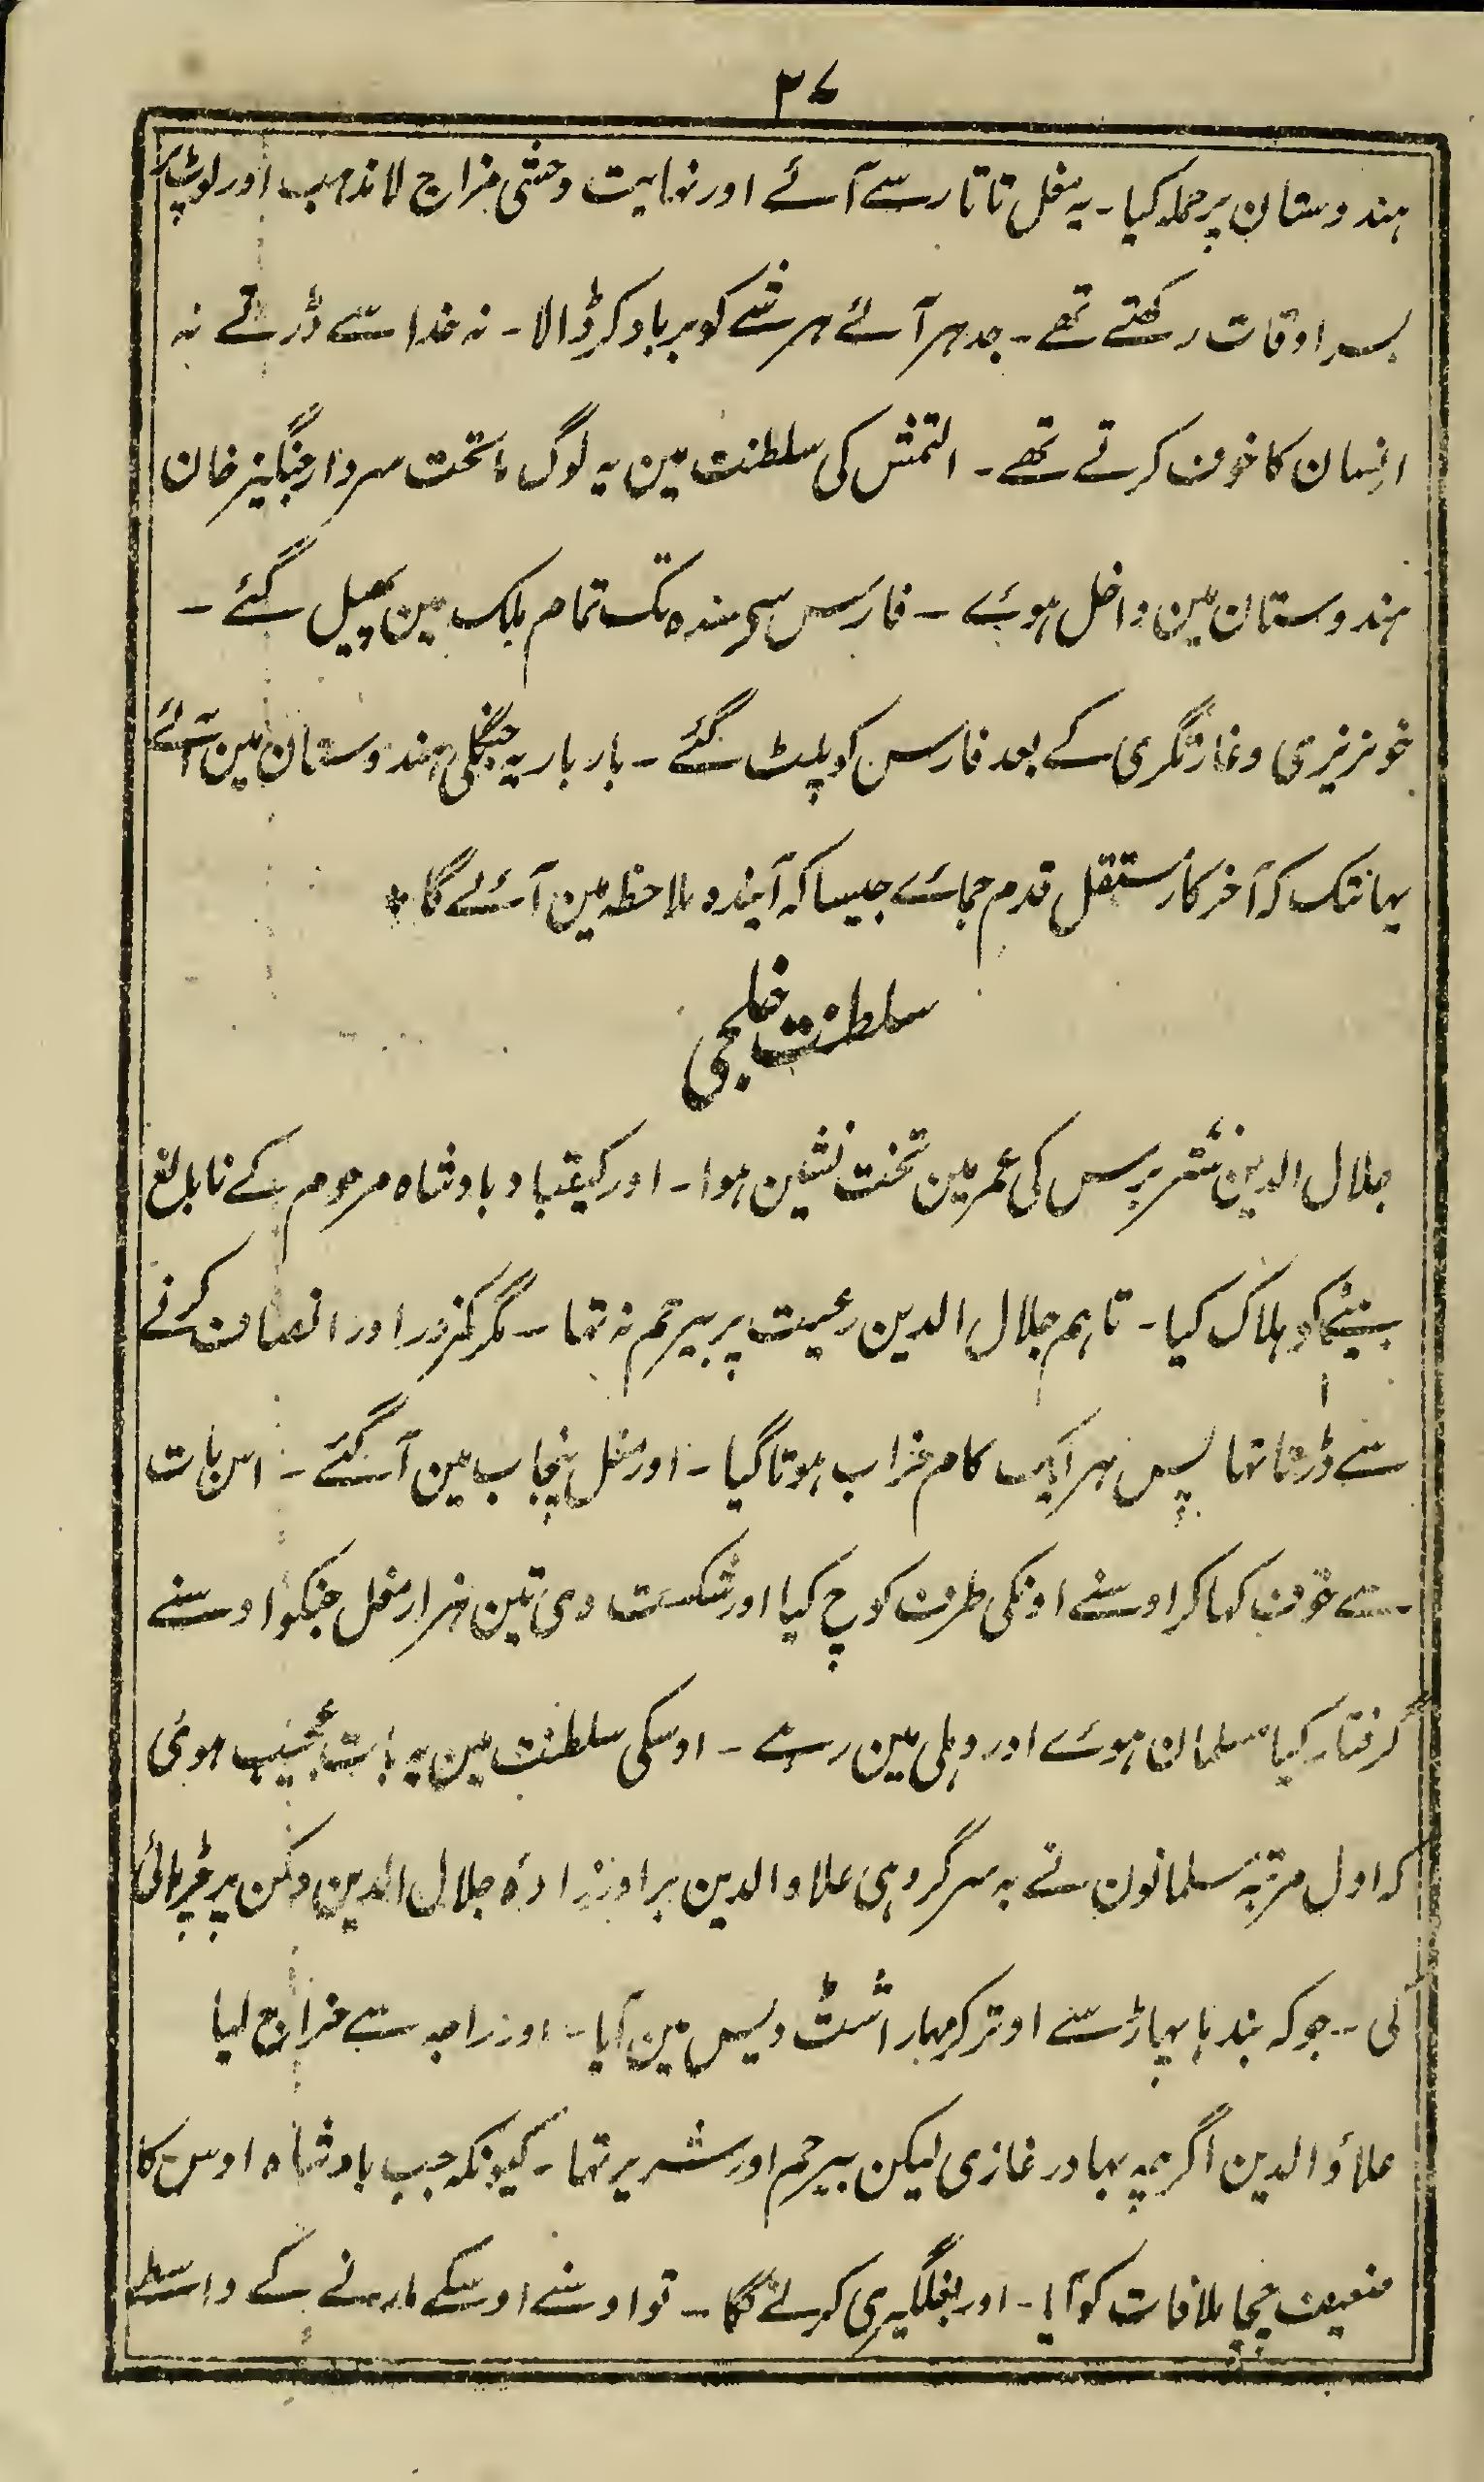 ۲۷
ہندوستان پر حملہ کیا۔ یہ مغل تاتار سے آئے اور نہایت وحشی مزاج لامذہب اور لوٹ پر
بسر اوقات رکھتے تھے۔ جدہر آئے ہر شے کو برباد کر ڈالا۔ نہ خدا سے ڈرتے نہ
انسان کا خوف کرتے تھے۔ التمش کی سلطنت مین یہ لوگ ماتحت سردار چنگیز خان
ہندوستان مین داخل ہوئے۔ فارس سے سندہ تک تمام ملک مین پھیل گئے۔
خونریزی و غارتگری کے بعد فارس کو پلٹ گئے۔ بار بار یہ جنگلی ہندوستان مین آئے
یہانتک کہ آخر کار مستقل قدم جمائے جیسا کہ آیندہ ملاحظہ مین آئے گا *
سلطنت خلجی
جلال الدین ستر برس کی عمر مین تخت نشین ہوا۔ اور کیقباد بادشاہ مرحوم کے نابالغ
بیٹے کو ہلاک کیا۔ تاہم جلال الدین رعیت پر بیرحم نہ تھا۔ مگر کمزور اور انصاف کرنے
سے ڈرتا تہا پس ہر ایک کام خراب ہوتا گیا۔ اور مغل پنجاب مین آ گئے۔ اس بات
سے خوف کہا کر اوسنے اونکی طرف کوچ کیا اور شکست دی تین ہزار مغل جنکو اوسنے
گرفتار کیا مسلمان ہوئے اور دہلی مین رہے۔ اوسکی سلطنت مین یہ بات عجیب ہوئی
کہ اول مرتبہ مسلمانون نے بہ سرگروہی علاو الدین برادرزادہ جلال الدین دکن پر چڑہائی
کی۔ جو کہ بندہیا پہاڑ سے اوتر کر مہاراشٹ دیس مین آیا۔ اور راجہ سے خراج لیا
علاؤ الدین اگرچہ بہادر غازی لیکن بیرحم اور شریر تہا۔ کیونکہ جب بادشاہ اوس کا
ضعیف چچا ملاقات کو آیا۔ اور بغلگیری کرنے لگا۔ تو اوسنے اوسکے مارنے کے واسطے